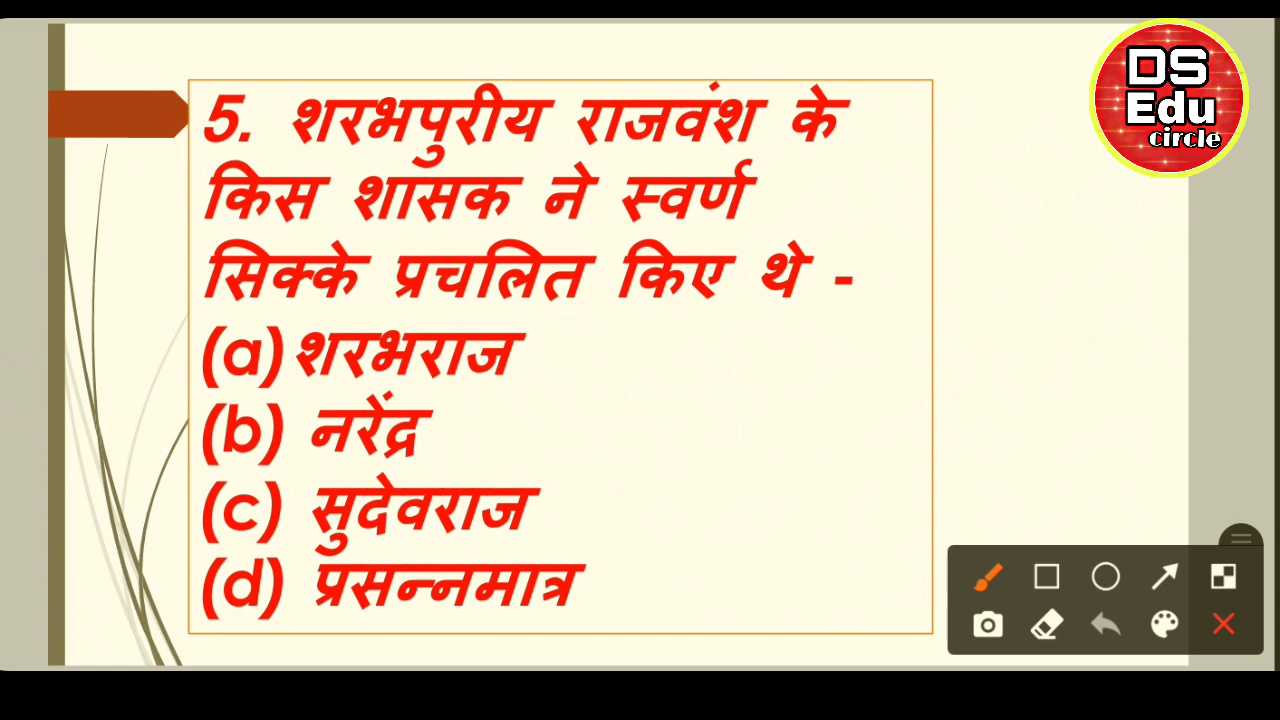 5. शरभपुरीय राजवंश के
किस शासक ने स्वर्ण
सिक्के प्रचलित किए थे -
(a) शरभराज
(b) नरेंद्र
(c) सुदेवराज
(d) प्रसन्नमात्र
DS
Edu
circle